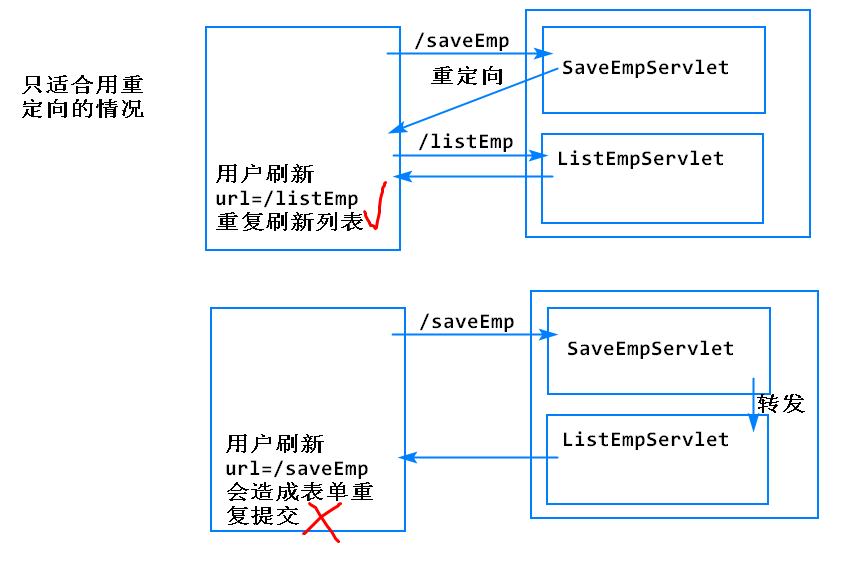 只适合用重
定向的情况
/saveEmp
SaveEmpServlet
重定向
/listEmp
ListEmpServlet
用户刷新
url=/listEmp
重复刷新列表
/saveEmp
SaveEmpServlet
转发
ListEmpServlet
用户刷新
url=/saveEmp
会造成表单重
复提交